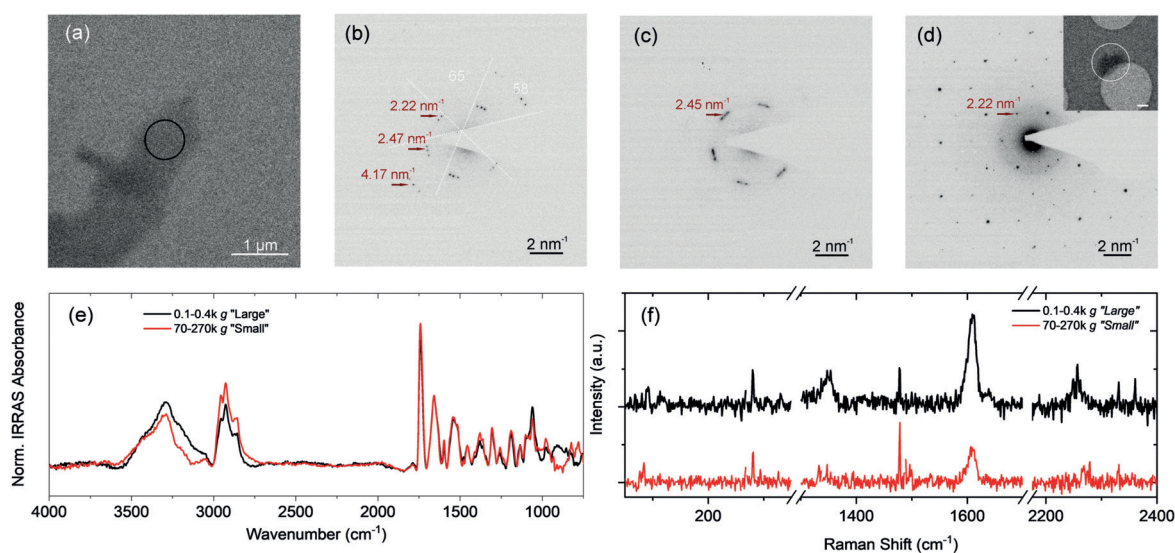 (a)
1 µm
(b)
65
58
2.22 nm-1
2.47 nm-1
4.17 nm-1
2 nm-1
(c)
2.45 nm-1
2 nm-1
(d)
2.22 nm-1
2 nm-1
(e)
0.1-0.4k g "Large"
70-270k g "Small"
Norm. IRRAS Absorbance
4000 3500 3000 2500 2000 1500 1000
Wavenumber (cm-1)
(f)
0.1-0.4k g "Large"
70-270k g "Small"
Intensity (a.u.)
200 1400 1600 2200 2400
Raman Shift (cm-1)